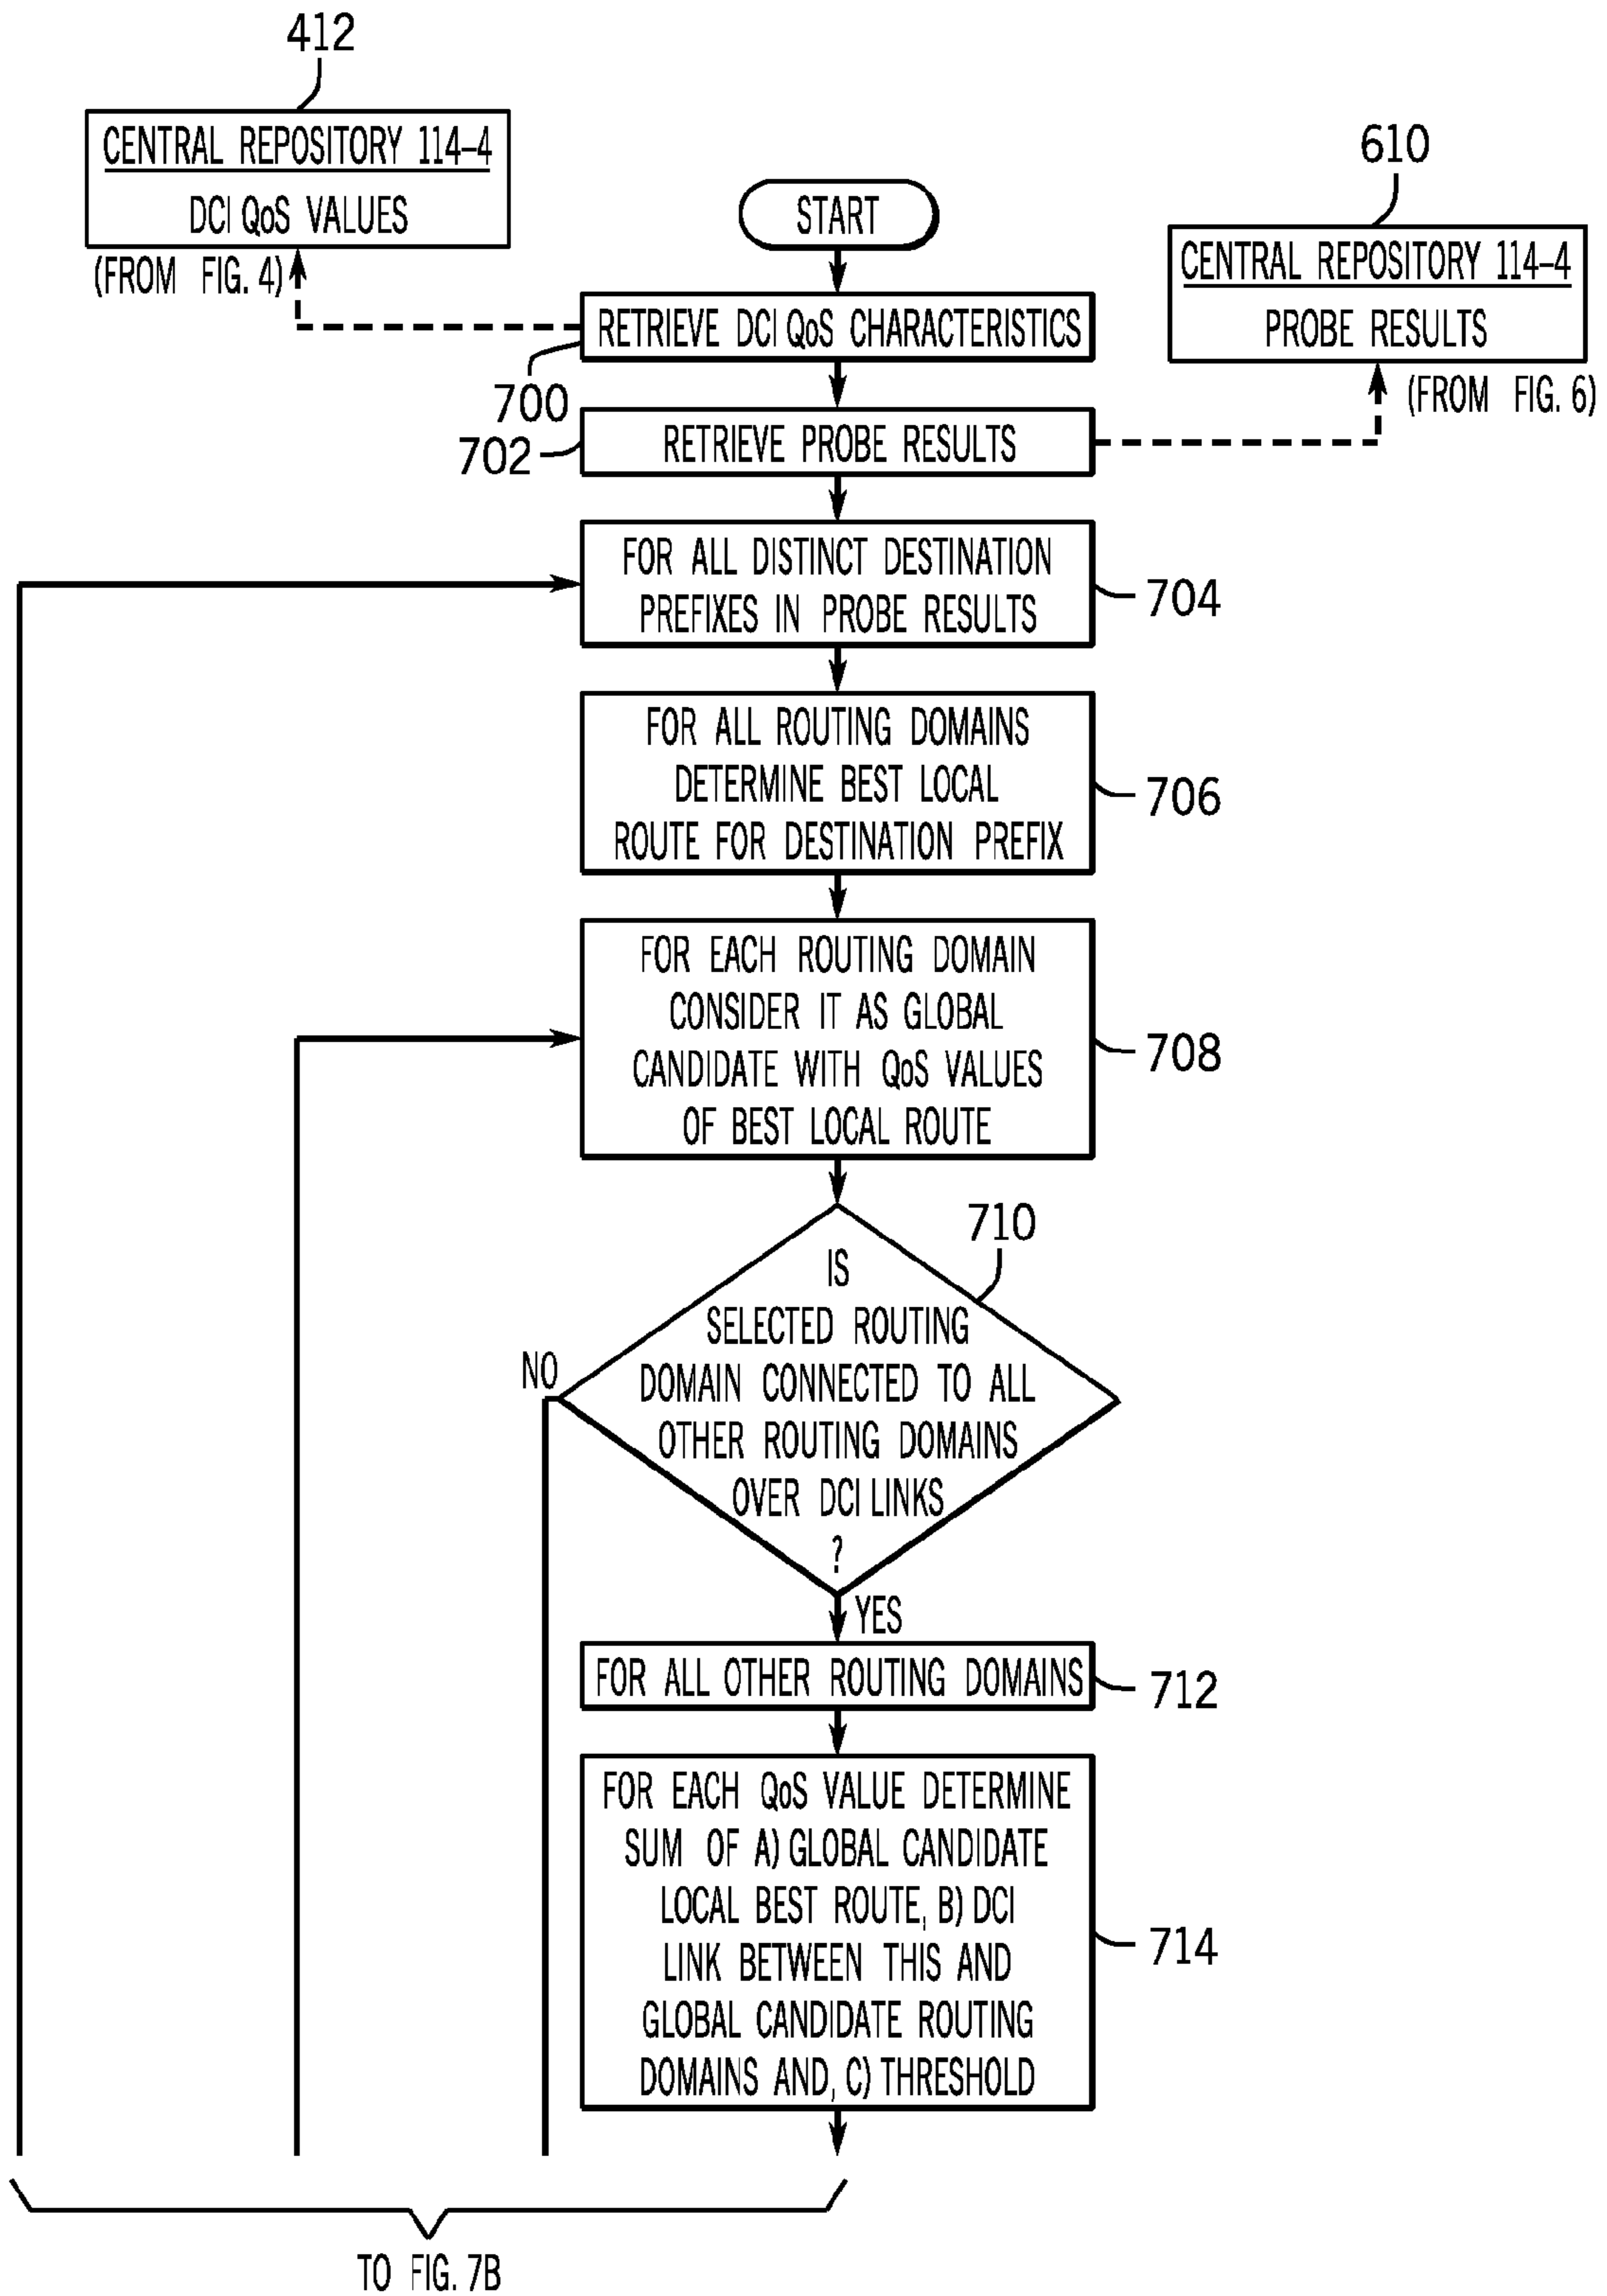 412
CENTRAL REPOSITORY 114-4
DCI QoS VALUES
(FROM FIG. 4)
START
610
CENTRAL REPOSITORY 114-4
PROBE RESULTS
(FROM FIG. 6)
RETRIEVE DCI QoS CHARACTERISTICS
700
702
RETRIEVE PROBE RESULTS
FOR ALL DISTINCT DESTINATION
PREFIXES IN PROBE RESULTS
704
FOR ALL ROUTING DOMAINS
DETERMINE BEST LOCAL
ROUTE FOR DESTINATION PREFIX
706
FOR EACH ROUTING DOMAIN
CONSIDER IT AS GLOBAL
CANDIDATE WITH QoS VALUES
OF BEST LOCAL ROUTE
708
710
IS
SELECTED ROUTING
DOMAIN CONNECTED TO ALL
OTHER ROUTING DOMAINS
OVER DCI LINKS
?
NO
YES
FOR ALL OTHER ROUTING DOMAINS
712
FOR EACH QoS VALUE DETERMINE
SUM OF A) GLOBAL CANDIDATE
LOCAL BEST ROUTE, B) DCI
LINK BETWEEN THIS AND
GLOBAL CANDIDATE ROUTING
DOMAINS AND, C) THRESHOLD
714
TO FIG. 7B